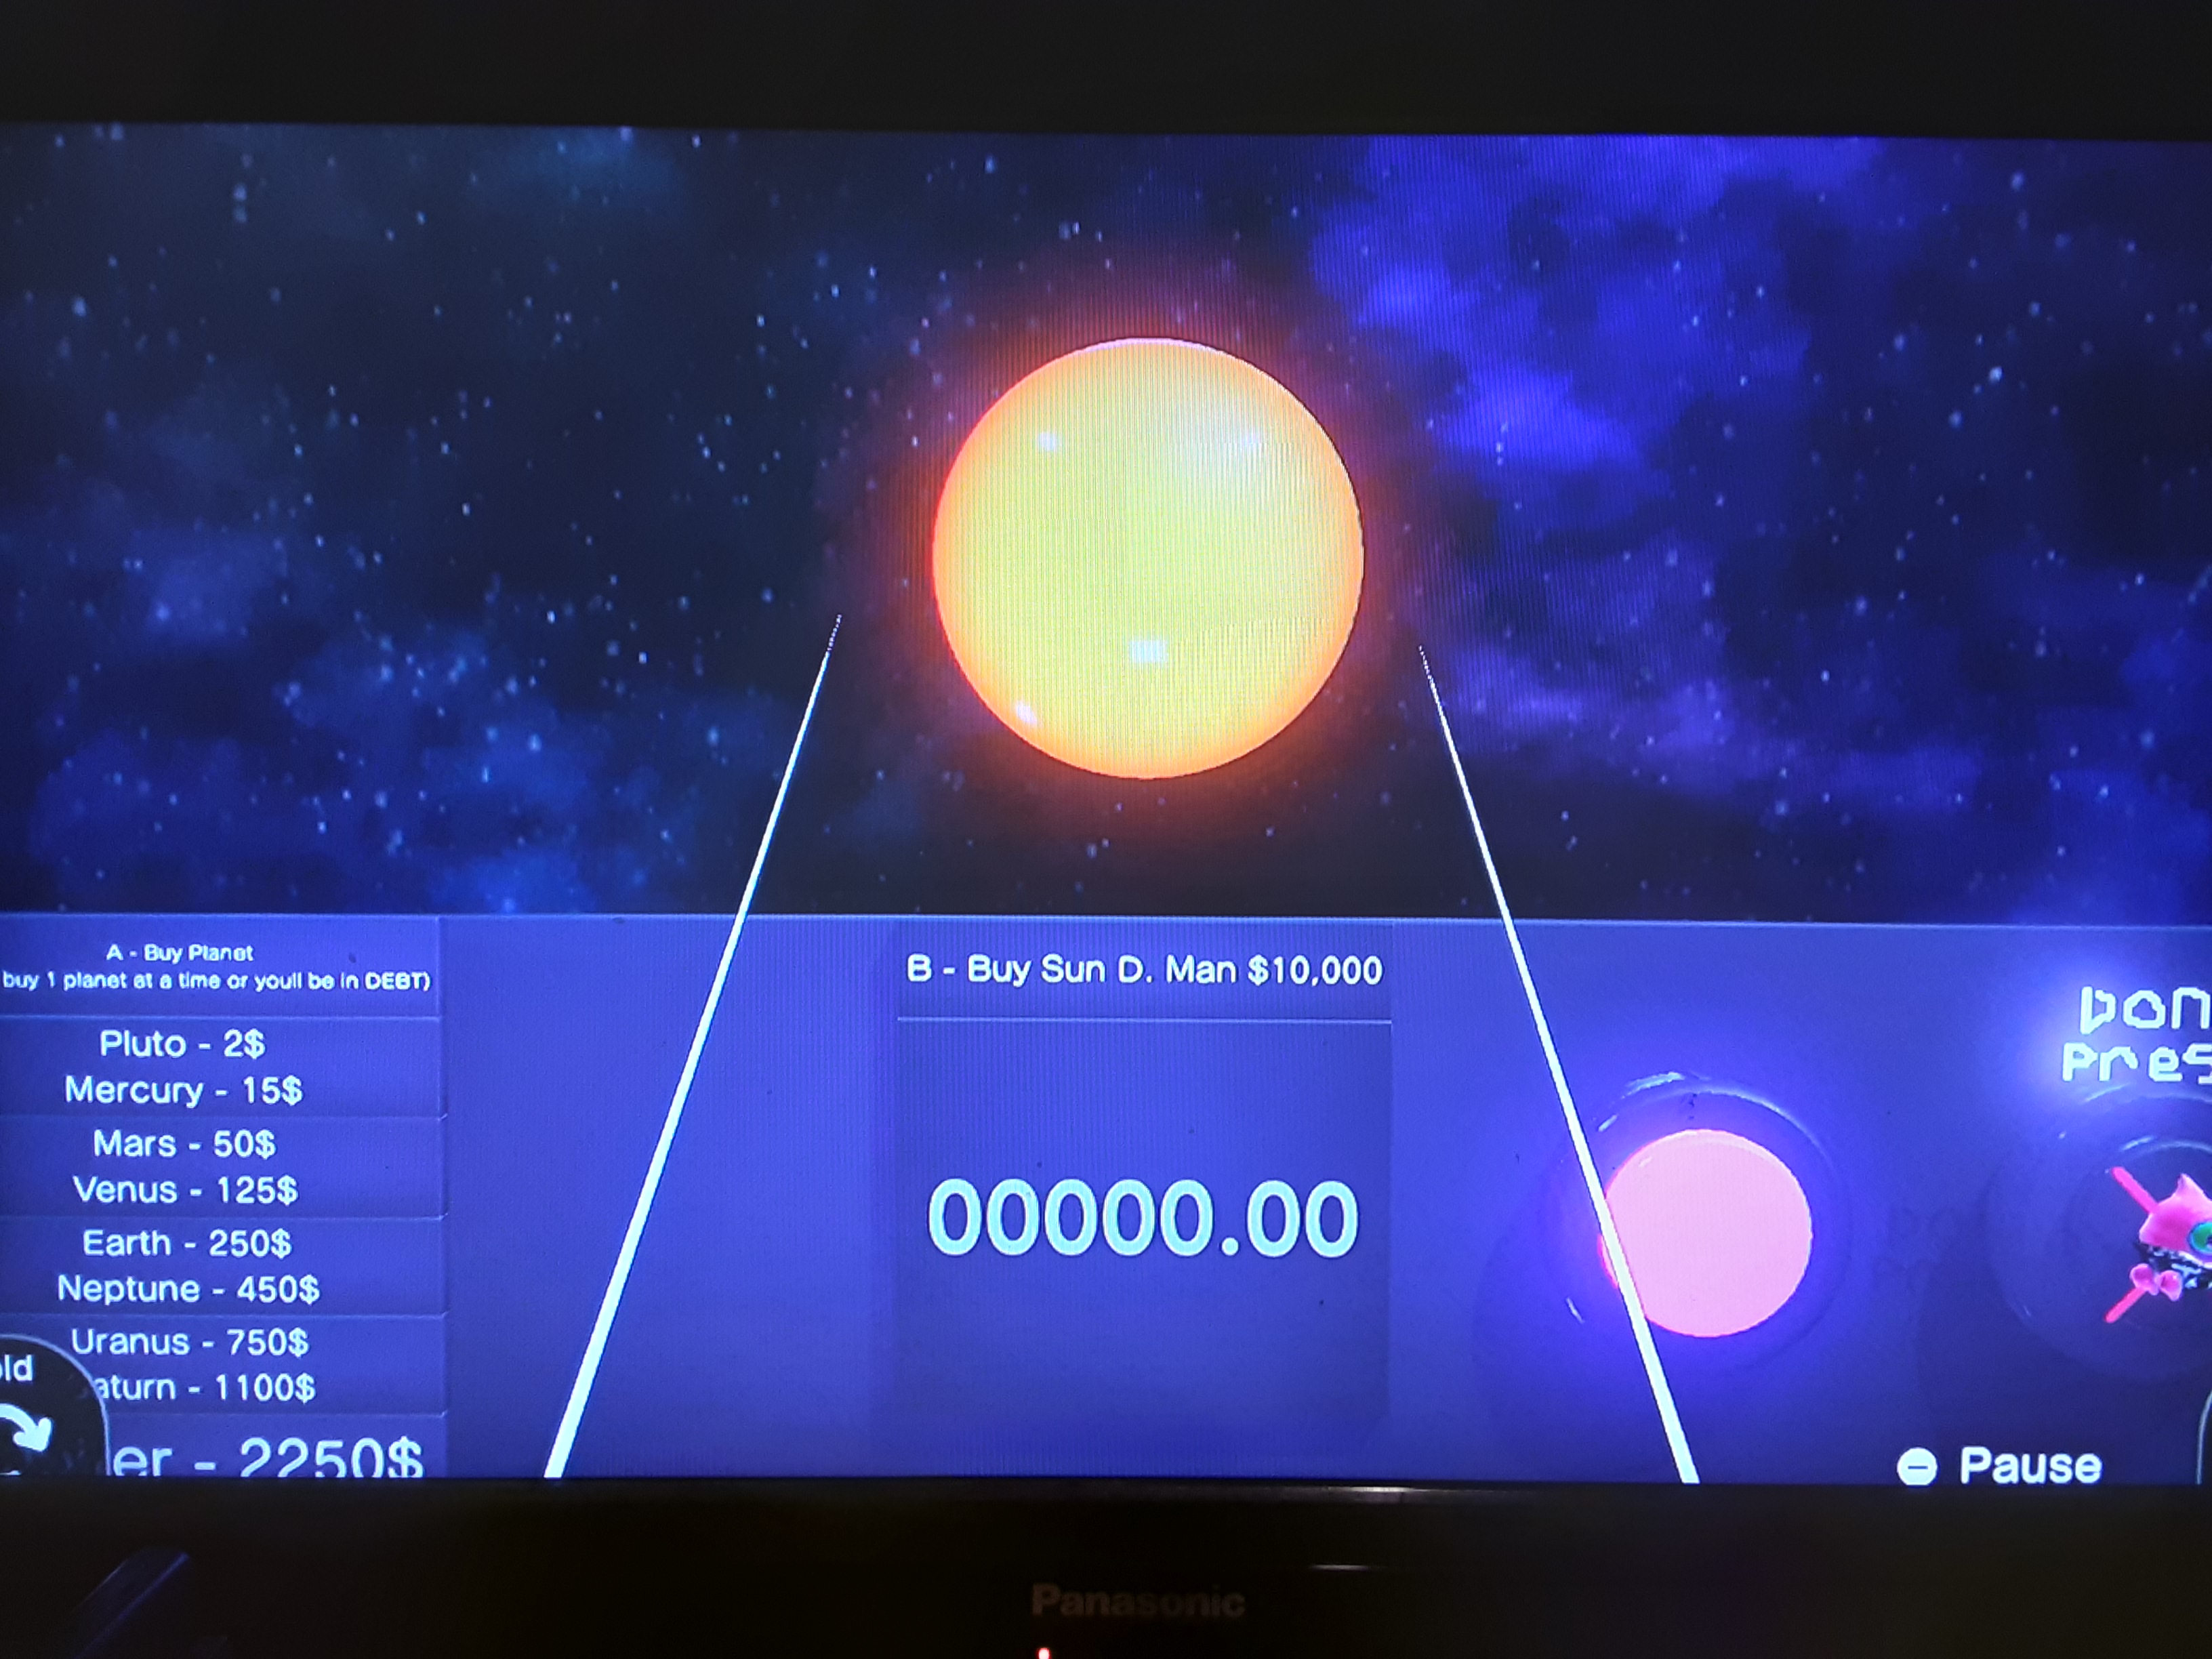 A - Buy Planet
buy 1 planet at a time or youll be in DEBT)
Pluto - 2$
Mercury - 15$
Mars - 50$
Venus - 125$
Earth - 250$
Neptune - 450$
Uranus - 750$
aturn - 1100$
er - 2250$
B - Buy Sun D. Man $10,000
00000.00
Pause
Panasonic